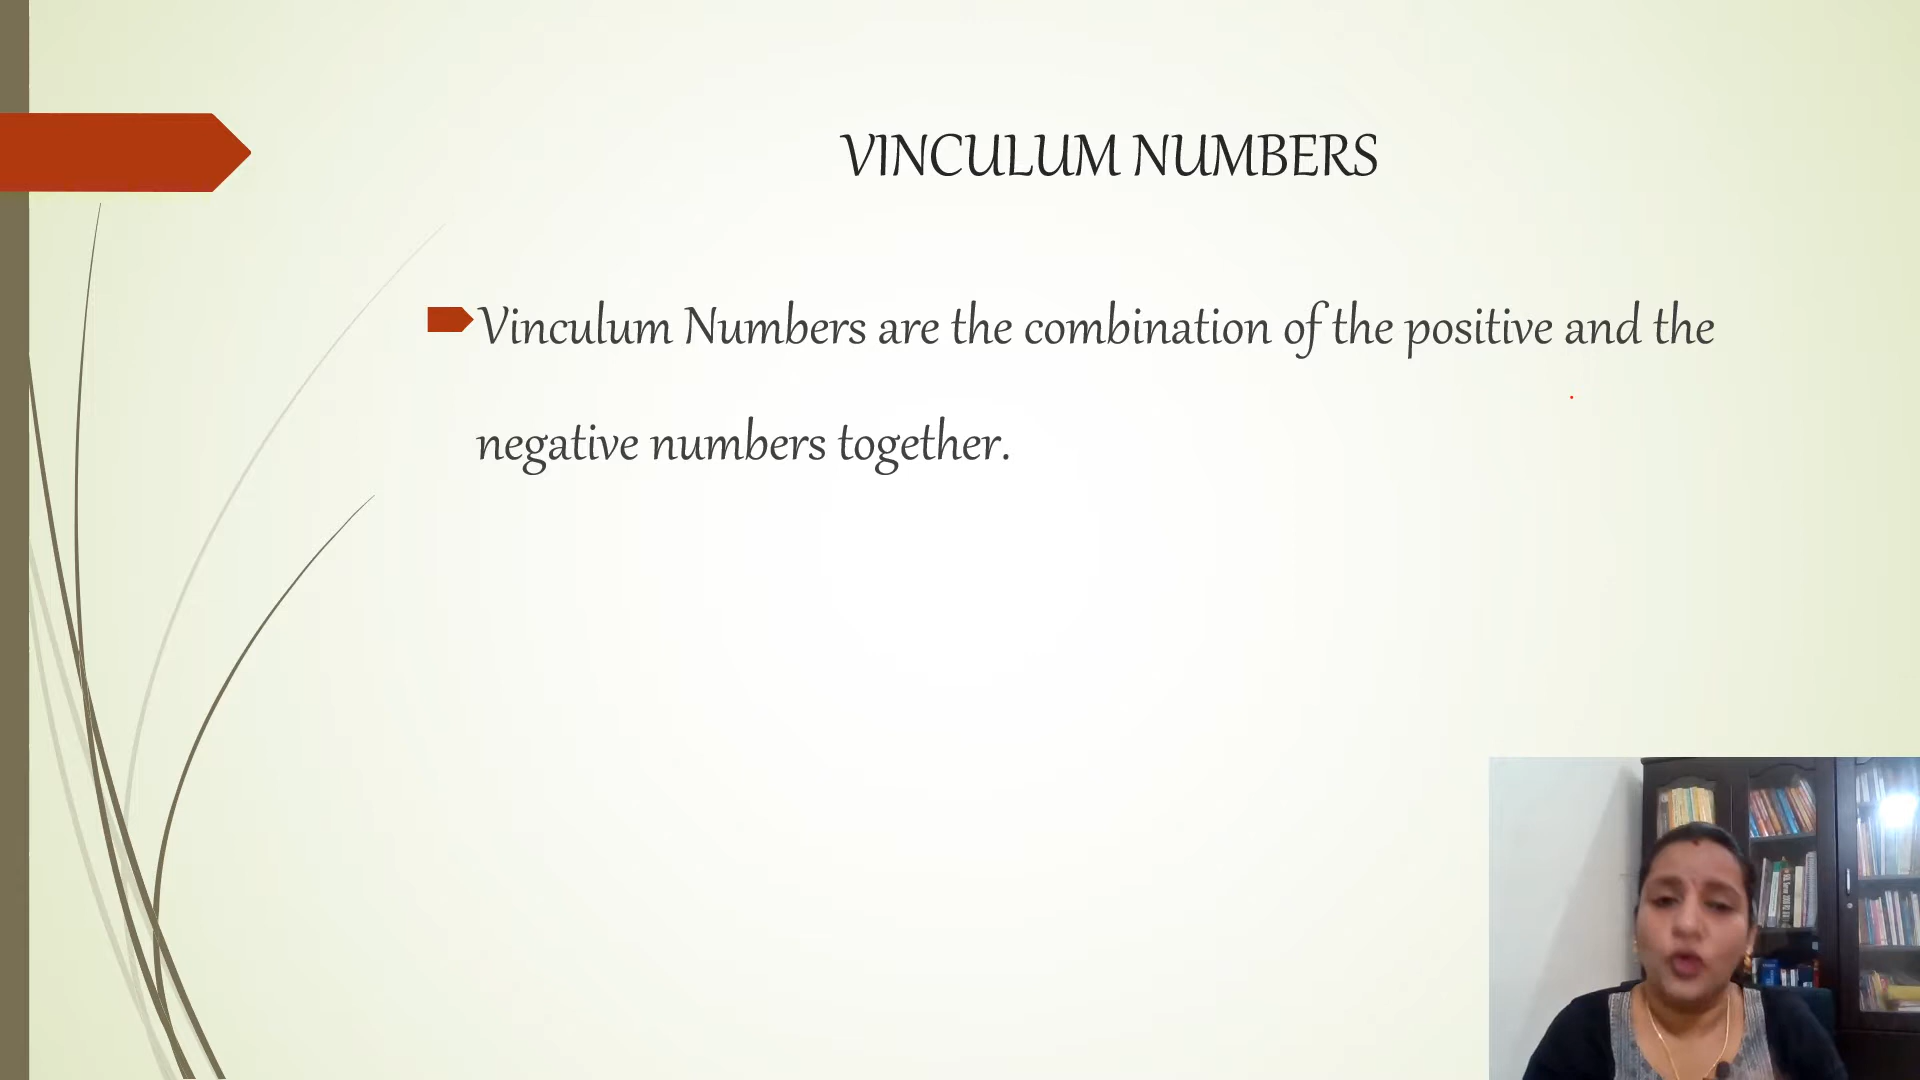 VINCULUM NUMBERS
Vinculum Numbers are the combination of the positive and the
negative numbers together.